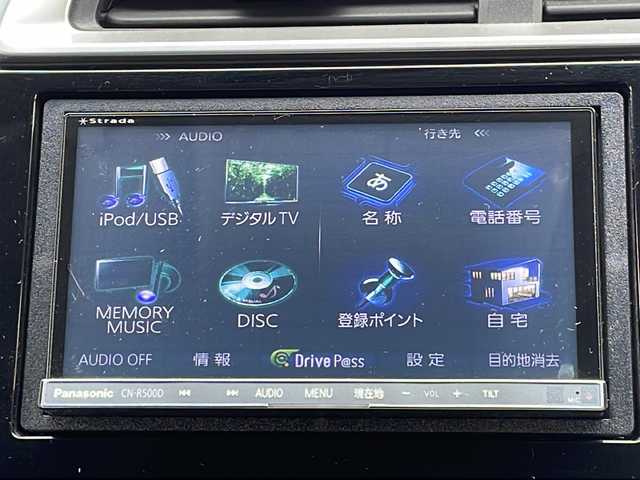 Strada
AUDIO
行き先
iPod/USB
デジタルTV
名称
電話番号
あ
MEMORY MUSIC
DISC
登録ポイント
自宅
AUDIO OFF
情報
Drive P@ss
設定
目的地消去
Panasonic CN-R500D AUDIO MENU 現在地 − VOL + TILT